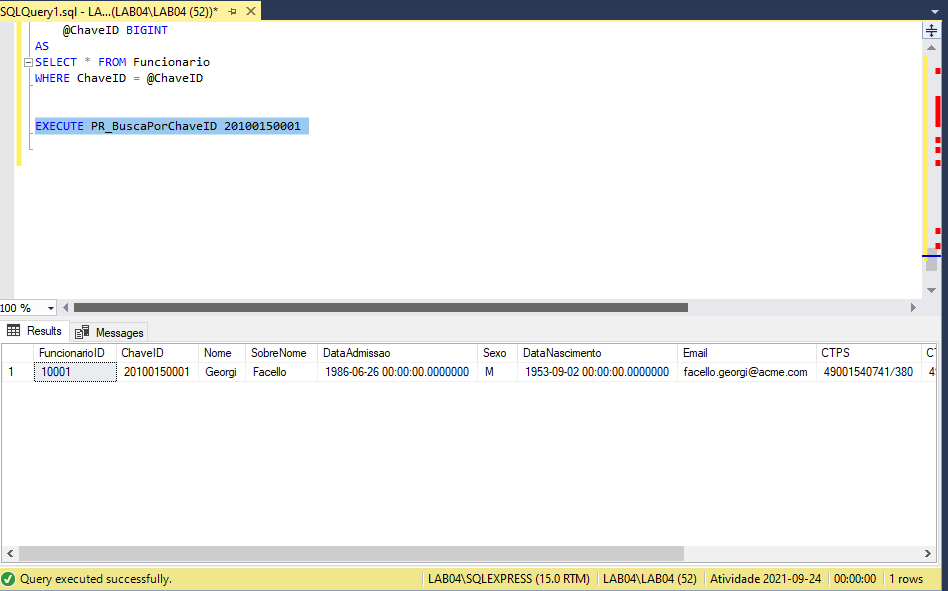 SQLQuery1.sql - LA...(LAB04\LAB04 (52))*
@ChaveID BIGINT
AS
SELECT * FROM Funcionario
WHERE ChaveID = @ChaveID
EXECUTE PR_BuscaPorChaveID 20100150001
100 %
Results Messages
FuncionarioID ChaveID Nome SobreNome DataAdmissao Sexo DataNascimento Email CTPS
1 10001 20100150001 Georgi Facello 1986-06-26 00:00:00.0000000 M 1953-09-02 00:00:00.0000000 facello.georgi@acme.com 49001540741/380
Query executed successfully. LAB04\SQLEXPRESS (15.0 RTM) LAB04\LAB04 (52) Atividade 2021-09-24 00:00:00 1 rows